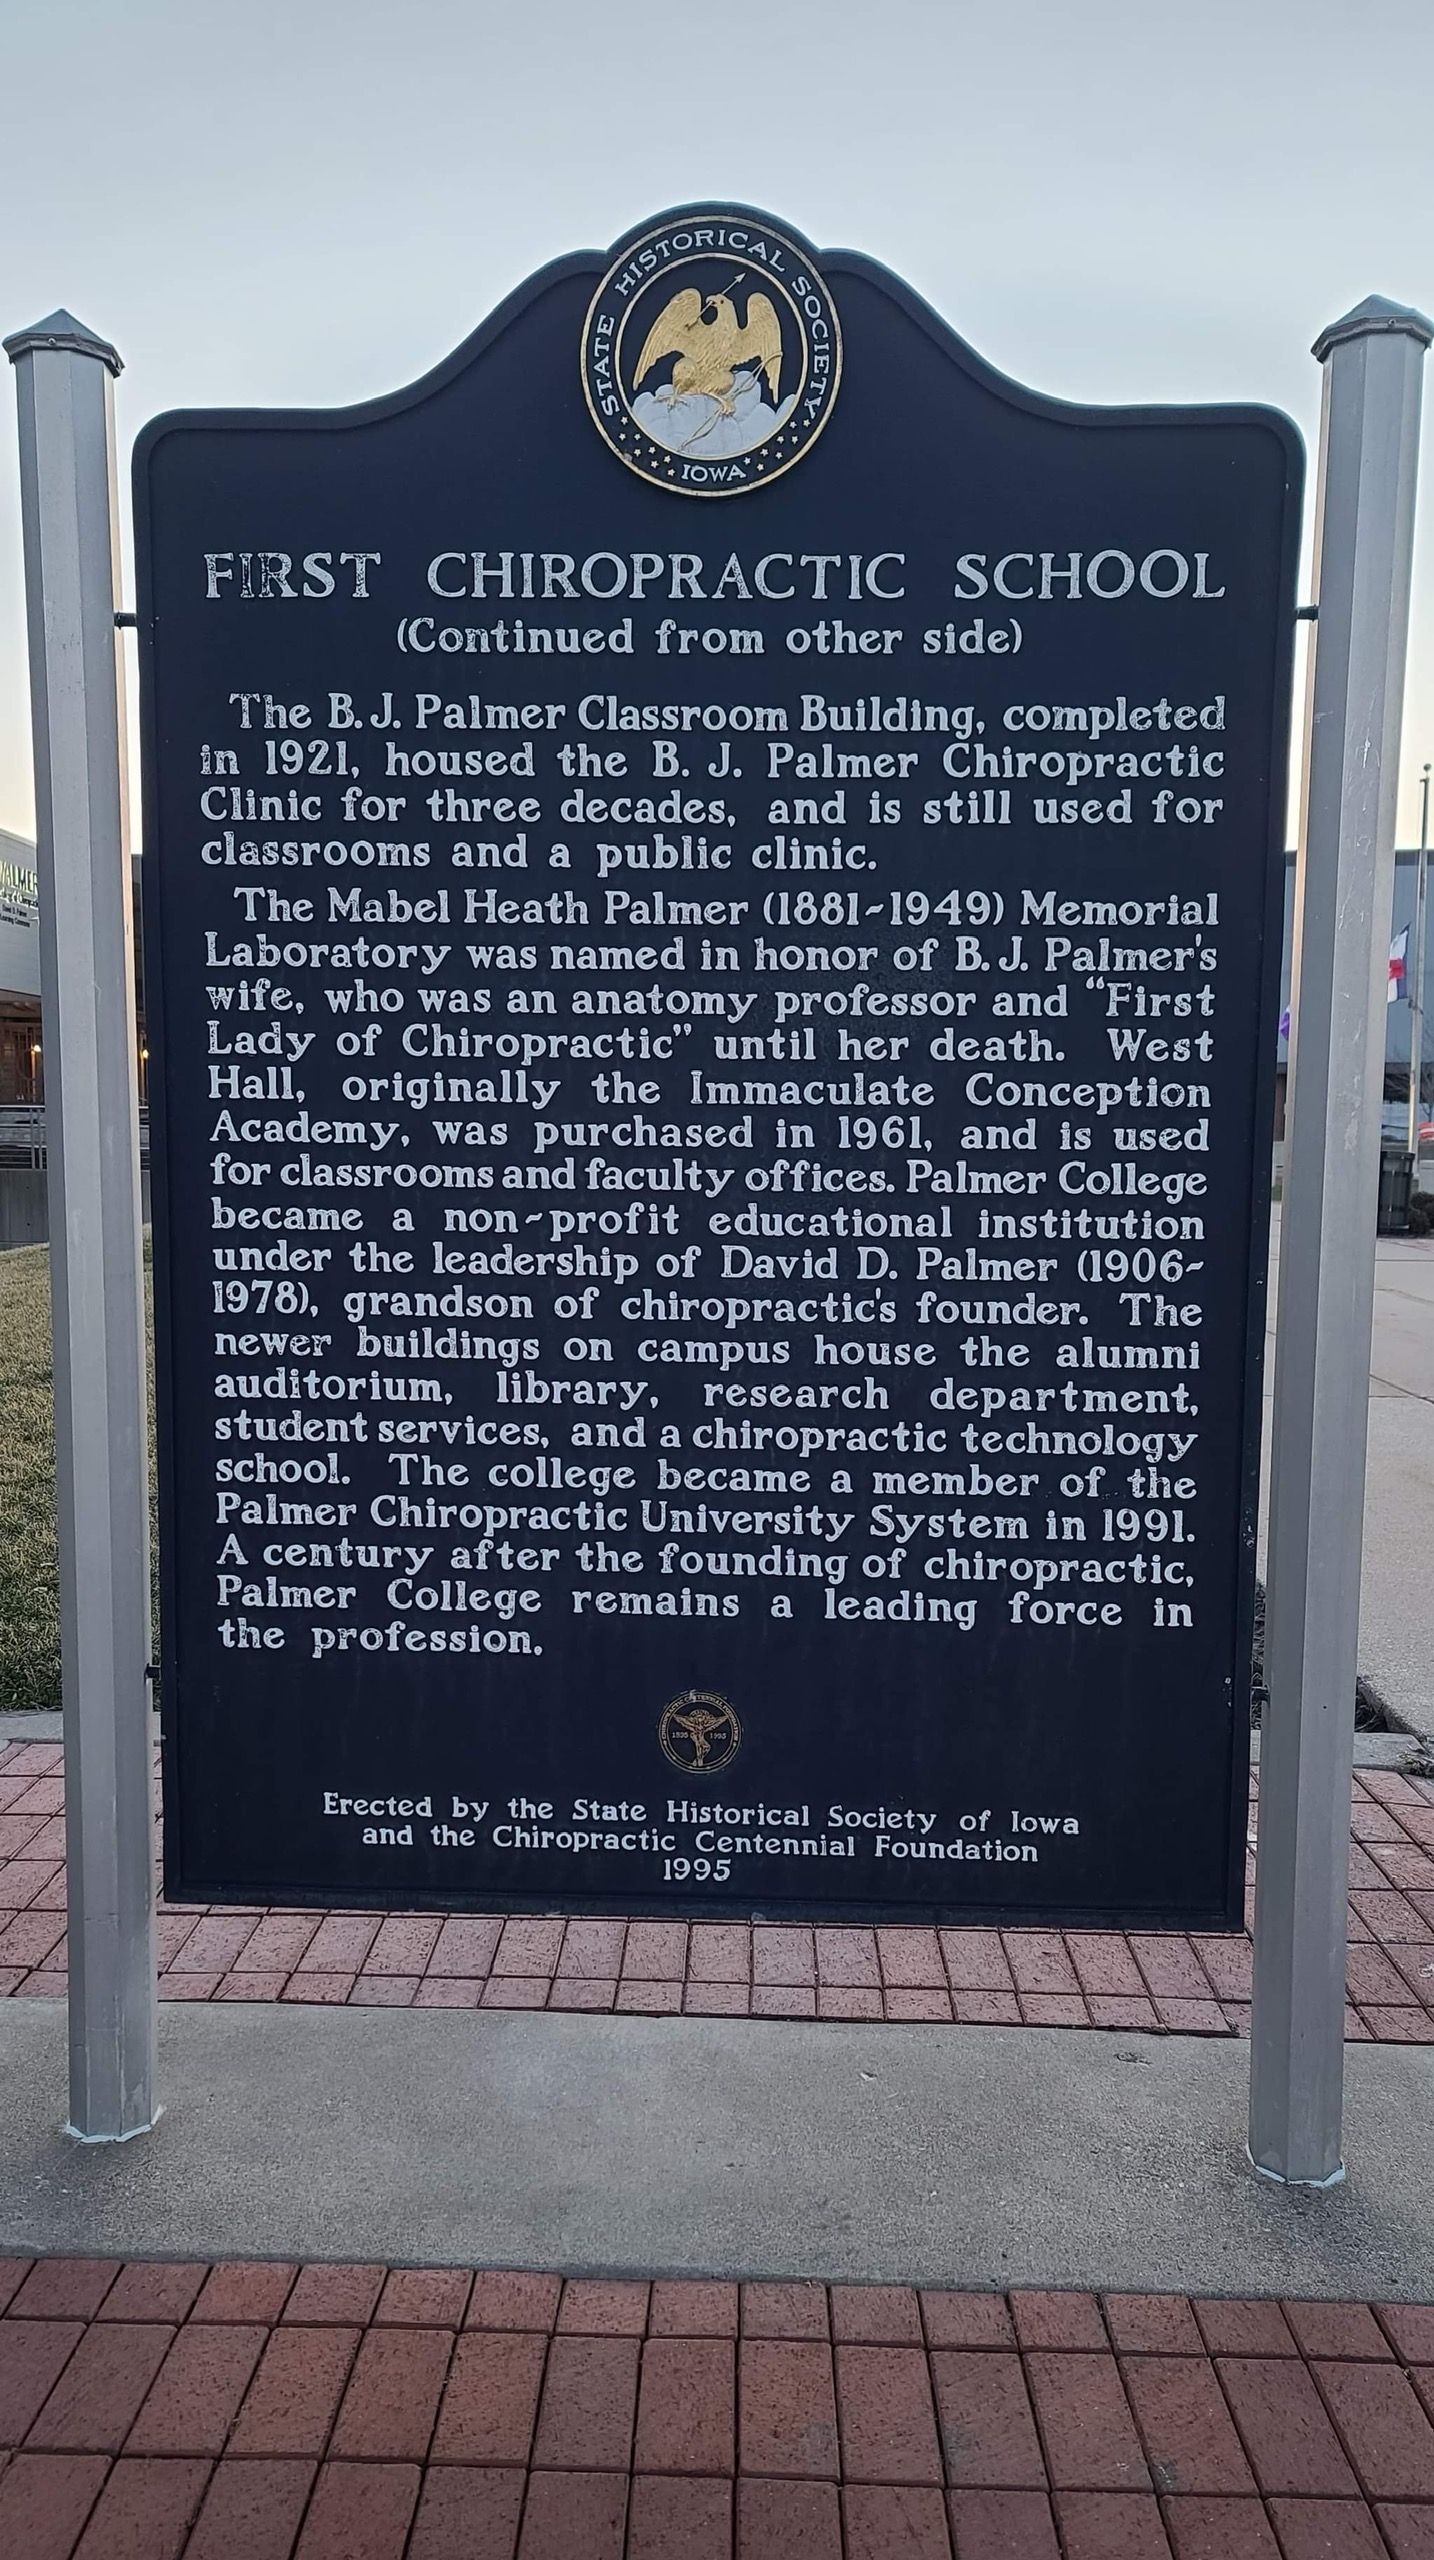 STATE HISTORICAL SOCIETY
IOWA
FIRST CHIROPRACTIC SCHOOL
(Continued from other side)
The B. J. Palmer Classroom Building, completed
in 1921, housed the B. J. Palmer Chiropractic
Clinic for three decades, and is still used for
classrooms and a public clinic.
The Mabel Heath Palmer (1881-1949) Memorial
Laboratory was named in honor of B. J. Palmer's
wife, who was an anatomy professor and "First
Lady of Chiropractic" until her death. West
Hall, originally the Immaculate Conception
Academy, was purchased in 1961, and is used
for classrooms and faculty offices. Palmer College
became a non-profit educational institution
under the leadership of David D. Palmer (1906-
1978), grandson of chiropractic's founder. The
newer buildings on campus house the alumni
auditorium, library, research department,
student services, and a chiropractic technology
school. The college became a member of the
Palmer Chiropractic University System in 1991.
A century after the founding of chiropractic,
Palmer College remains a leading force in
the profession.
CHIROPRACTIC CENTENNIAL FOUNDATION
1895 1995
Erected by the State Historical Society of Iowa
and the Chiropractic Centennial Foundation
1995